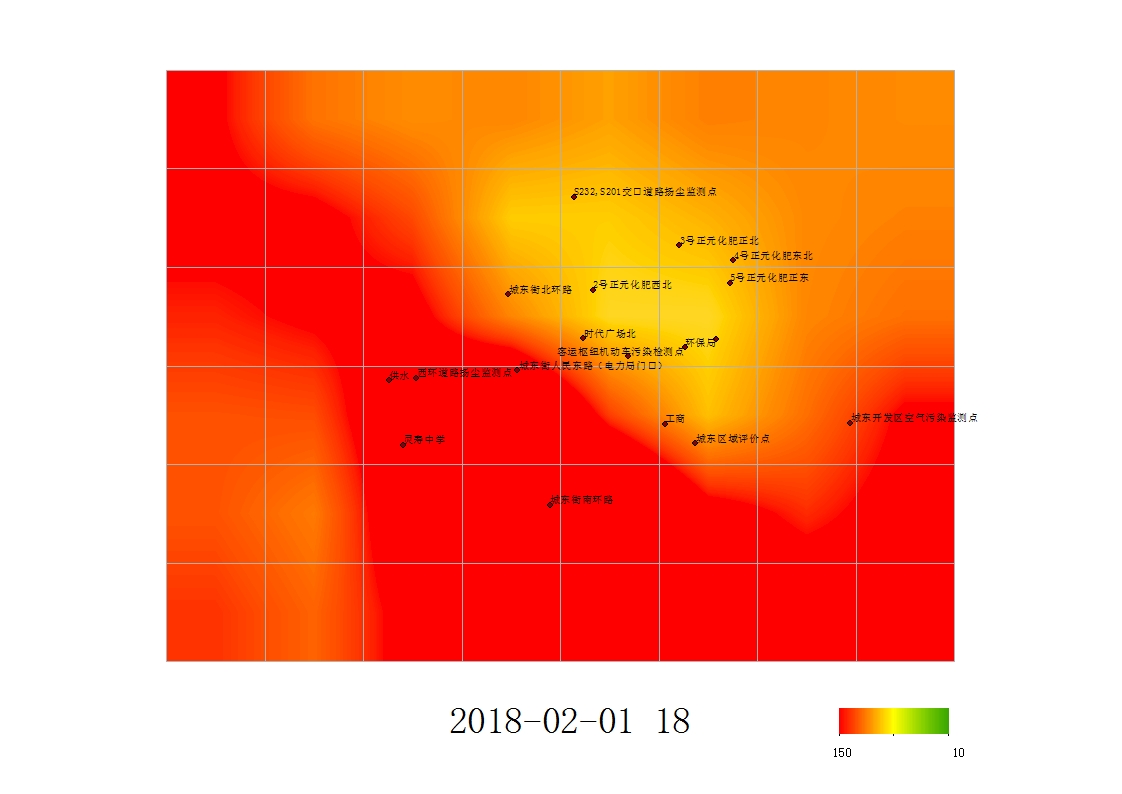 S232,S201交口道路扬尘监测点
3号正元化肥正北
4号正元化肥东北
5号正元化肥正东
2号正元化肥西北
城东街北环路
时代广场北
环保局
客运枢纽机动车污染检测点
城东街人民东路（电力局门口）
西环道路扬尘监测点
供水
工商
城东开发区空气污染监测点
城东区域评价点
灵寿中学
城东街南环路
2018-02-01 18
150
10